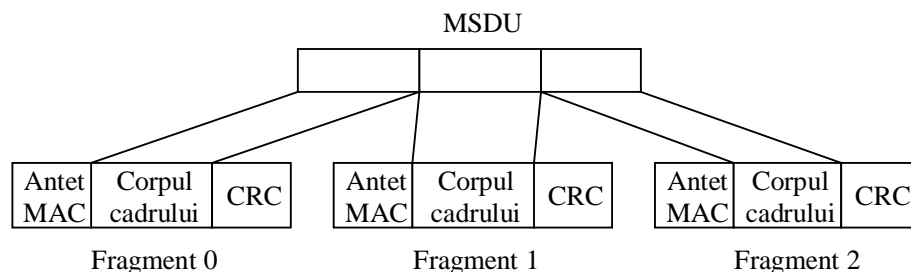 MSDU
Antet MAC
Corpul cadrului
CRC
Antet MAC
Corpul cadrului
CRC
Antet MAC
Corpul cadrului
CRC
Fragment 0
Fragment 1
Fragment 2